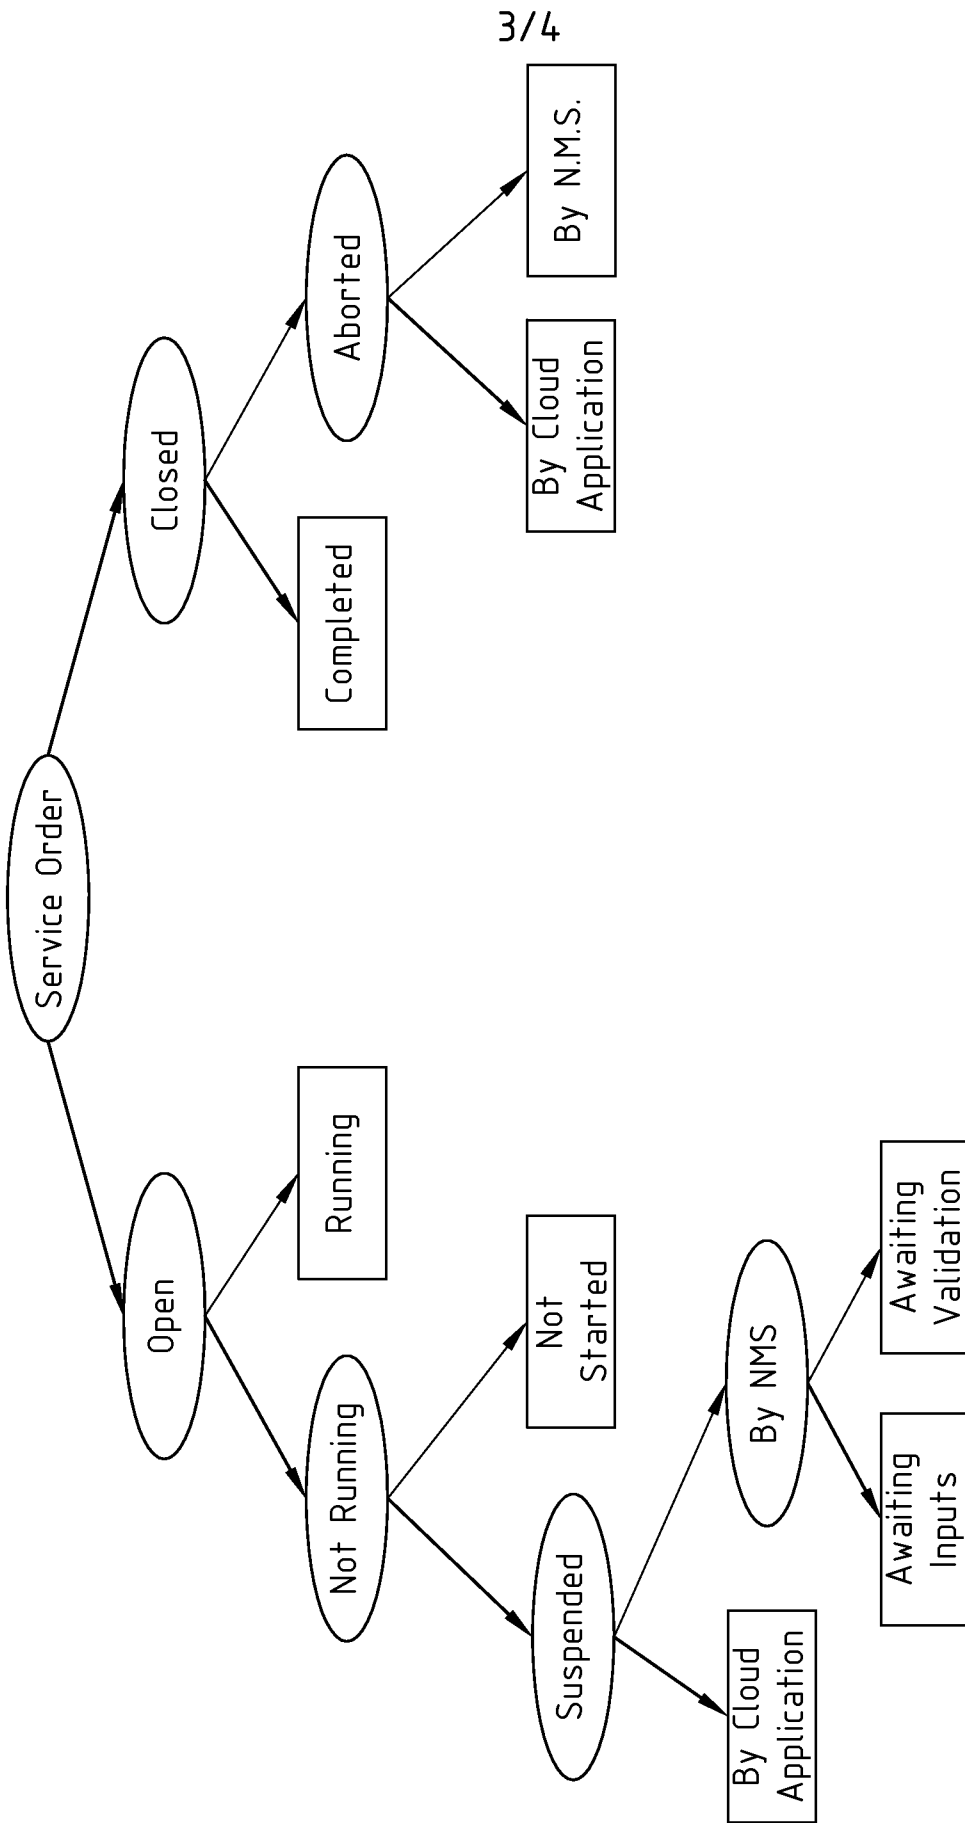 3/4
Service Order
Open
Closed
Not Running
Running
Completed
Aborted
Suspended
Not
Started
By Cloud
Application
By N.M.S.
By Cloud
Application
By NMS
Awaiting
Inputs
Awaiting
Validation